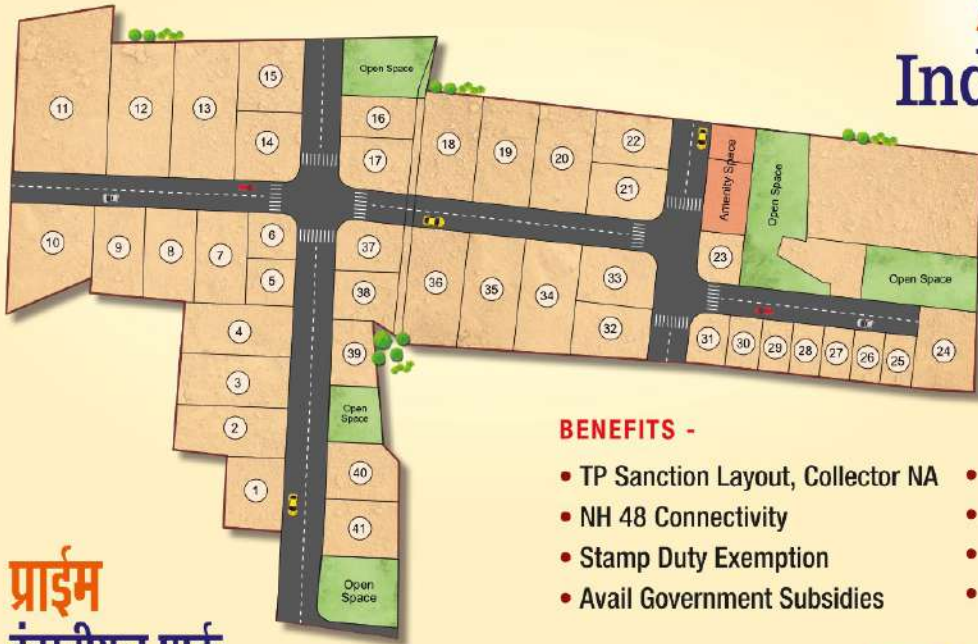 Ind
11
12
13
15
14
Open Space
16
17
18
19
20
22
21
Amenity Space
Open Space
Open Space
10
9
8
7
6
5
37
38
36
35
34
33
32
23
31
30
29
28
27
26
25
24
4
3
2
1
39
Open
Space
40
41
Open
Space
BENEFITS -
• TP Sanction Layout, Collector NA
• NH 48 Connectivity
• Stamp Duty Exemption
• Avail Government Subsidies
प्राईम